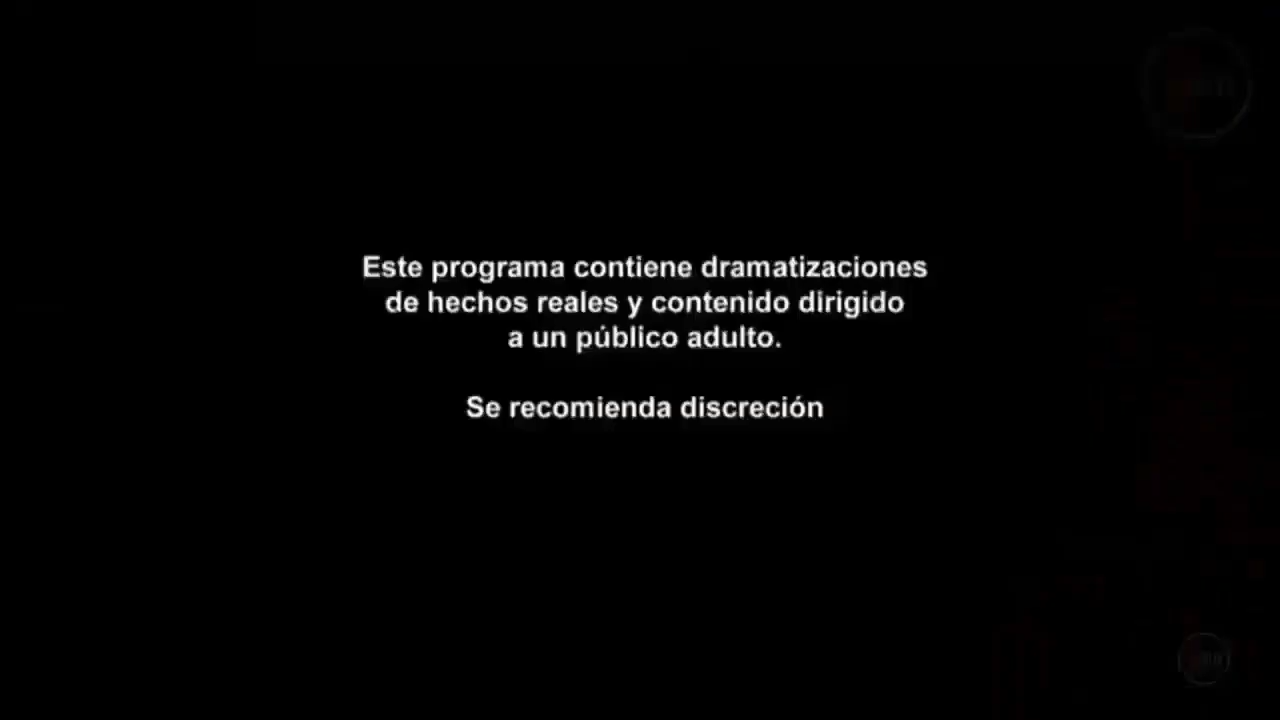 Este programa contiene dramatizaciones
de hechos reales y contenido dirigido
a un público adulto.
Se recomienda discreción